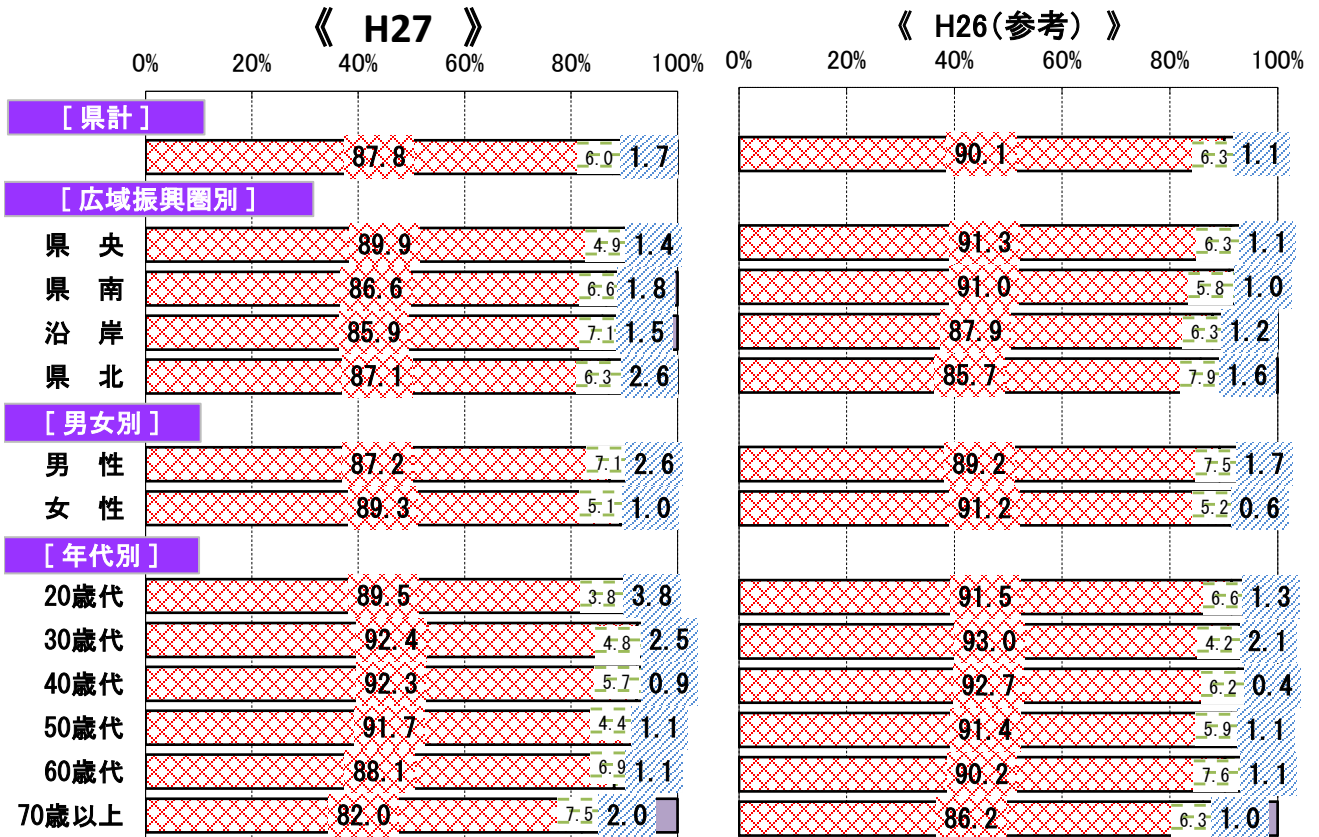 《 H27 》 《 H26(参考) 》
0% 20% 40% 60% 80% 100% 0% 20% 40% 60% 80% 100%
[ 県計 ]
87.8 6.0 1.7 90.1 6.3 1.1
[ 広域振興圏別 ]
県 央 89.9 4.9 1.4 91.3 6.3 1.1
県 南 86.6 6.6 1.8 91.0 5.8 1.0
沿 岸 85.9 7.1 1.5 87.9 6.3 1.2
県 北 87.1 6.3 2.6 85.7 7.9 1.6
[ 男女別 ]
男 性 87.2 7.1 2.6 89.2 7.5 1.7
女 性 89.3 5.1 1.0 91.2 5.2 0.6
[ 年代別 ]
20歳代 89.5 3.8 3.8 91.5 6.6 1.3
30歳代 92.4 4.8 2.5 93.0 4.2 2.1
40歳代 92.3 5.7 0.9 92.7 6.2 0.4
50歳代 91.7 4.4 1.1 91.4 5.9 1.1
60歳代 88.1 6.9 1.1 90.2 7.6 1.1
70歳以上 82.0 7.5 2.0 86.2 6.3 1.0